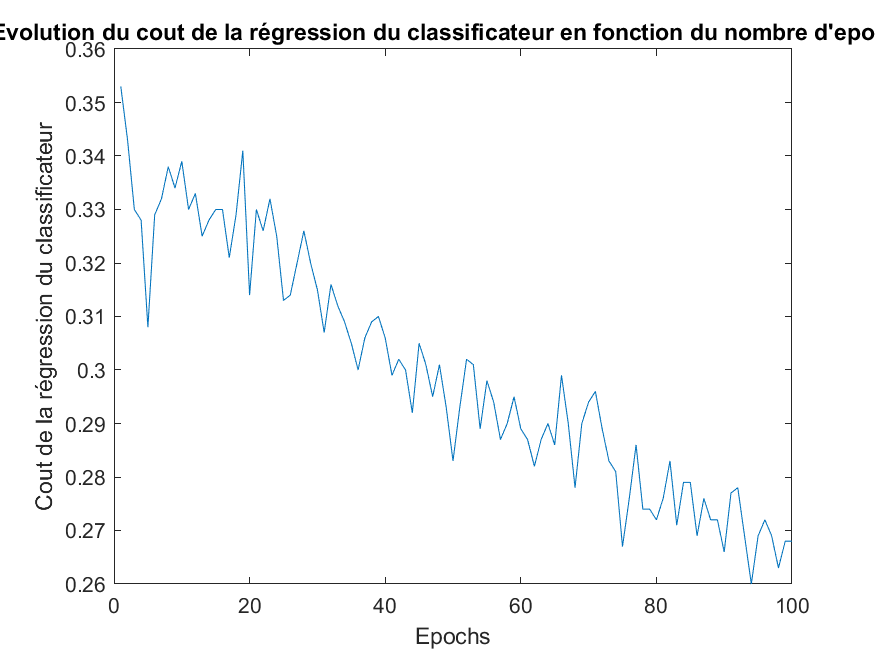 Evolution du cout de la régression du classificateur en fonction du nombre d'epo
0.36
0.35
0.34
0.33
0.32
0.31
0.3
0.29
0.28
0.27
0.26
Cout de la régression du classificateur
0 20 40 60 80 100
Epochs